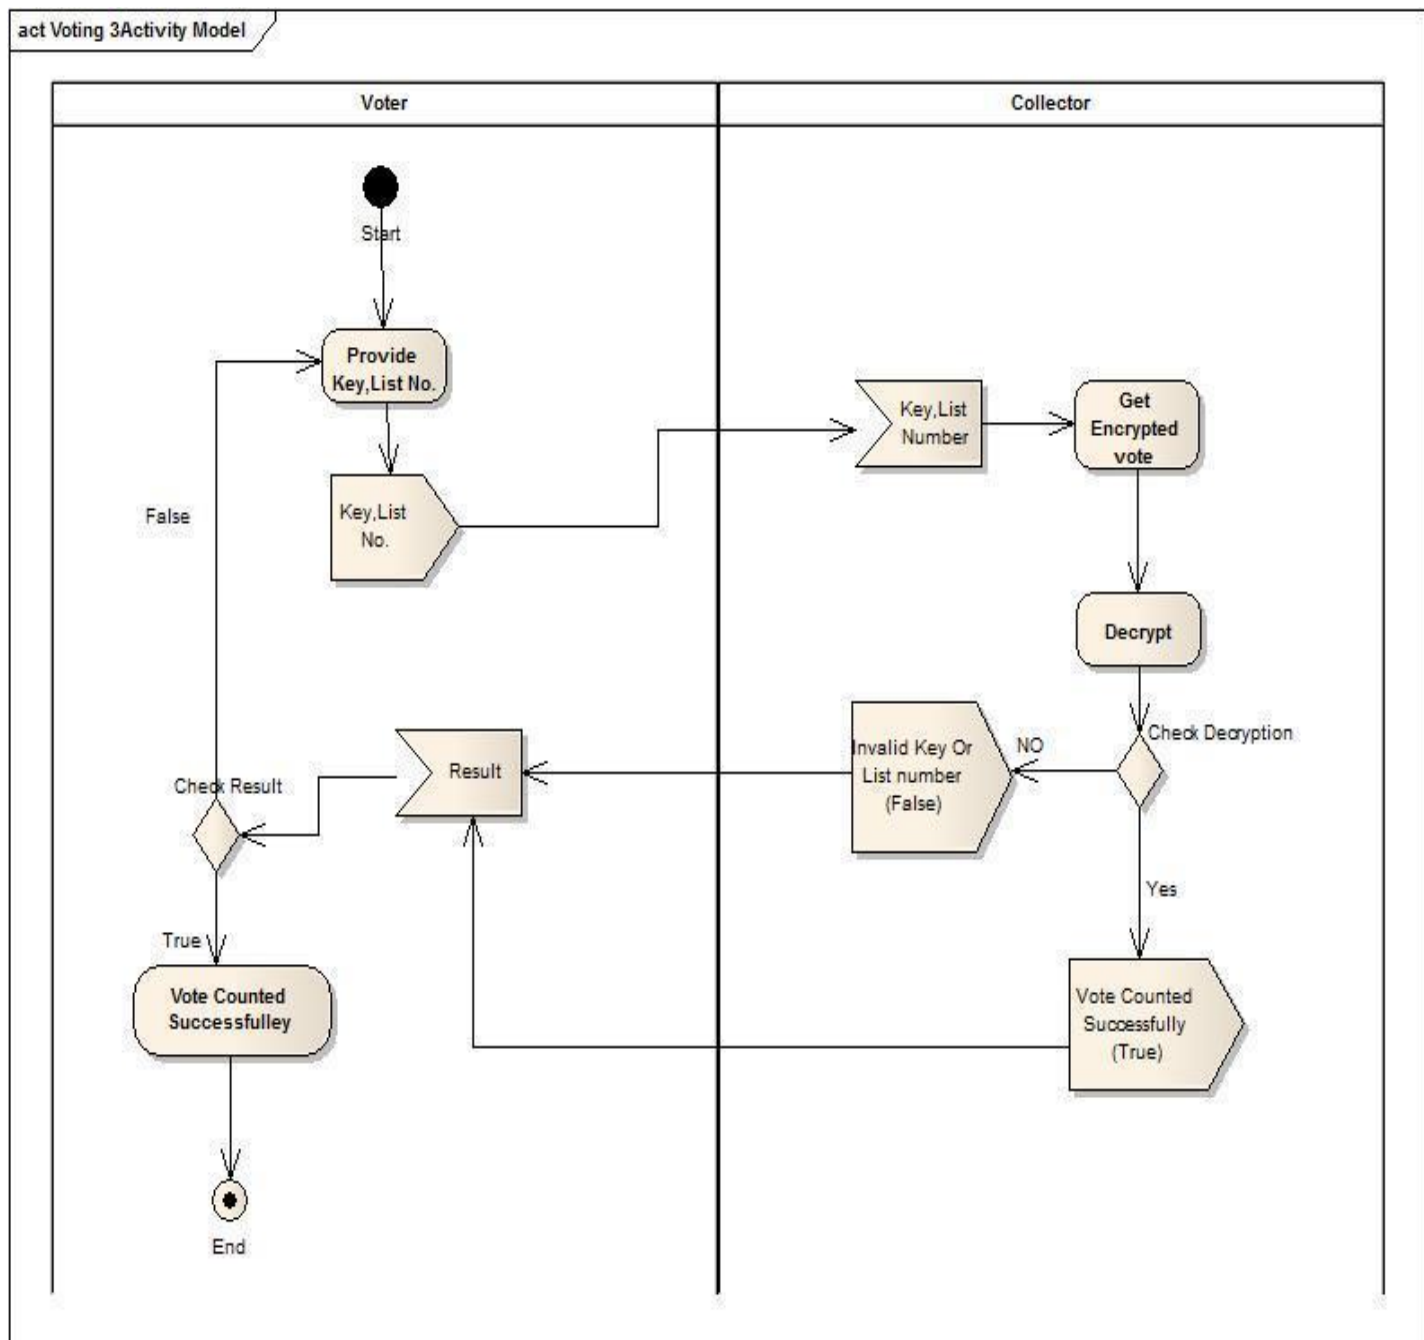 act Voting 3Activity Model
Voter
Collector
Start
Provide
Key,List No.
Key,List
No.
Key,List
Number
Get
Encrypted
vote
False
Decrypt
Check Decryption
NO
Invalid Key Or
List number
(False)
Result
Check Result
Yes
True
Vote Counted
Successfulley
Vote Counted
Successfully
(True)
End